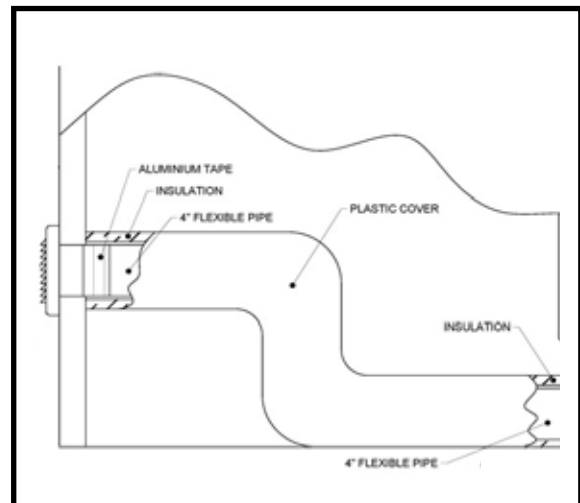 ALUMINIUM TAPE
INSULATION
4" FLEXIBLE PIPE
PLASTIC COVER
INSULATION
4" FLEXIBLE PIPE